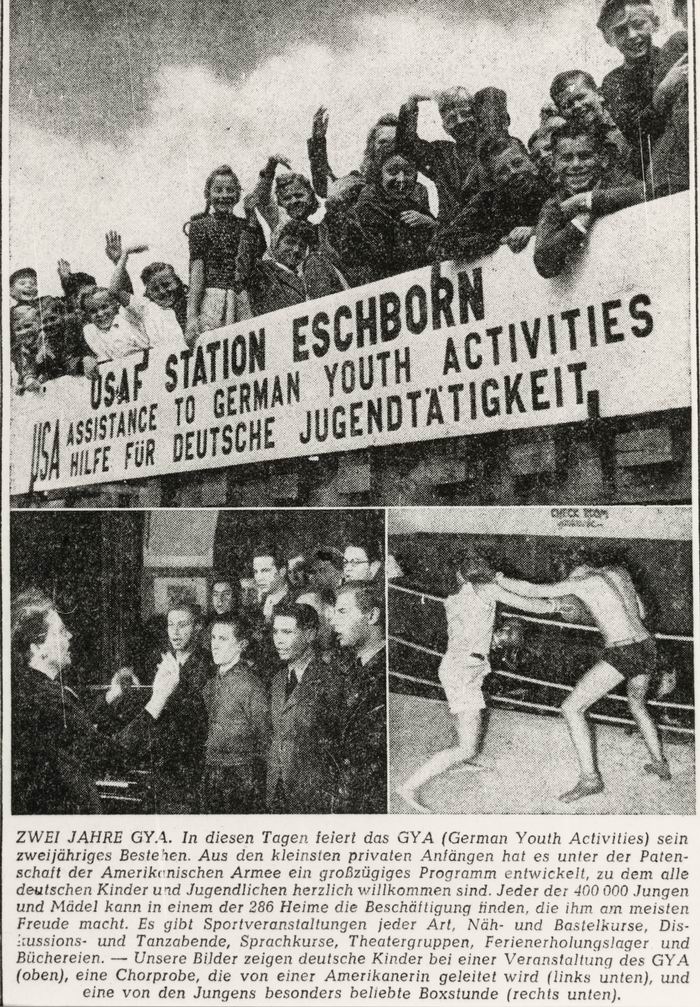 USAF STATION ESCHBORN
USA ASSISTANCE TO GERMAN YOUTH ACTIVITIES
HILFE FÜR DEUTSCHE JUGENDTÄTIGKEIT
CHECK ROOM
ZWEI JAHRE GYA. In diesen Tagen feiert das GYA (German Youth Activities) sein
zweijähriges Bestehen. Aus den kleinsten privaten Anfängen hat es unter der Paten-
schaft der Amerikanischen Armee ein großzügiges Programm entwickelt, zu dem alle
deutschen Kinder und Jugendlichen herzlich willkommen sind. Jeder der 400 000 Jungen
und Mädel kann in einem der 286 Heime die Beschäftigung finden, die ihm am meisten
Freude macht. Es gibt Sportveranstaltungen jeder Art, Näh- und Bastelkurse, Dis-
kussions- und Tanzabende, Sprachkurse, Theatergruppen, Ferienerholungslager und
Büchereien. — Unsere Bilder zeigen deutsche Kinder bei einer Veranstaltung des GYA
(oben), eine Chorprobe, die von einer Amerikanerin geleitet wird (links unten), und
eine von den Jungens besonders beliebte Boxstunde (rechts unten).